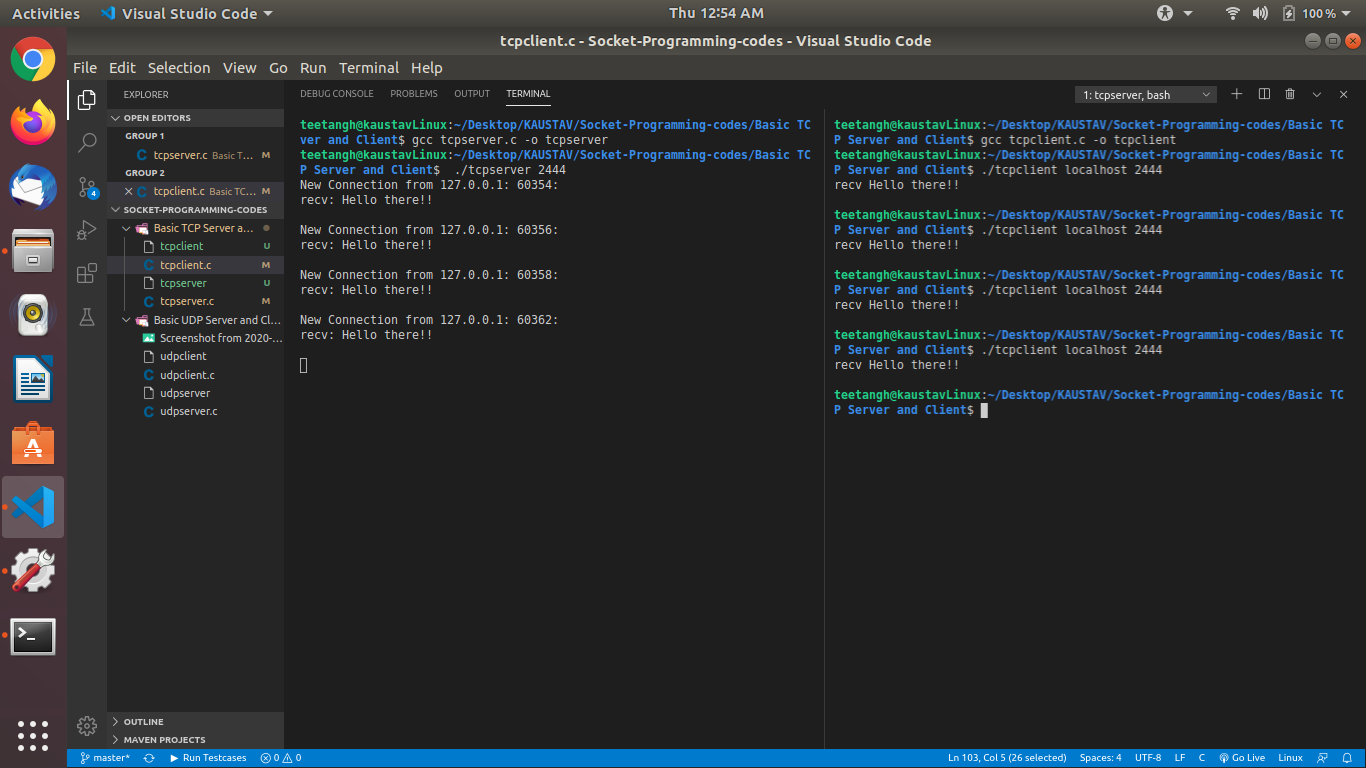 Activities
Visual Studio Code
Thu 12:54 AM
100 %
tcpclient.c - Socket-Programming-codes - Visual Studio Code
File Edit Selection View Go Run Terminal Help
EXPLORER
OPEN EDITORS
GROUP 1
tcpserver.c Basic T... M
GROUP 2
tcpclient.c Basic TC... M
SOCKET-PROGRAMMING-CODES
Basic TCP Server a...
tcpclient U
tcpclient.c M
tcpserver U
tcpserver.c M
Basic UDP Server and Cl...
Screenshot from 2020-...
udpclient
udpclient.c
udpserver
udpserver.c
OUTLINE
MAVEN PROJECTS
4
DEBUG CONSOLE PROBLEMS OUTPUT TERMINAL
1: tcpserver, bash
teetangh@kaustavLinux:~/Desktop/KAUSTAV/Socket-Programming-codes/Basic TC
ver and Client$ gcc tcpserver.c -o tcpserver
teetangh@kaustavLinux:~/Desktop/KAUSTAV/Socket-Programming-codes/Basic TC
P Server and Client$  ./tcpserver 2444
New Connection from 127.0.0.1: 60354:
recv: Hello there!!
New Connection from 127.0.0.1: 60356:
recv: Hello there!!
New Connection from 127.0.0.1: 60358:
recv: Hello there!!
New Connection from 127.0.0.1: 60362:
recv: Hello there!!
teetangh@kaustavLinux:~/Desktop/KAUSTAV/Socket-Programming-codes/Basic TC
P Server and Client$ gcc tcpclient.c -o tcpclient
teetangh@kaustavLinux:~/Desktop/KAUSTAV/Socket-Programming-codes/Basic TC
P Server and Client$ ./tcpclient localhost 2444
recv Hello there!!
teetangh@kaustavLinux:~/Desktop/KAUSTAV/Socket-Programming-codes/Basic TC
P Server and Client$ ./tcpclient localhost 2444
recv Hello there!!
teetangh@kaustavLinux:~/Desktop/KAUSTAV/Socket-Programming-codes/Basic TC
P Server and Client$ ./tcpclient localhost 2444
recv Hello there!!
teetangh@kaustavLinux:~/Desktop/KAUSTAV/Socket-Programming-codes/Basic TC
P Server and Client$ ./tcpclient localhost 2444
recv Hello there!!
teetangh@kaustavLinux:~/Desktop/KAUSTAV/Socket-Programming-codes/Basic TC
P Server and Client$
master* Run Testcases 0 0 Ln 103, Col 5 (26 selected) Spaces: 4 UTF-8 LF C Go Live Linux